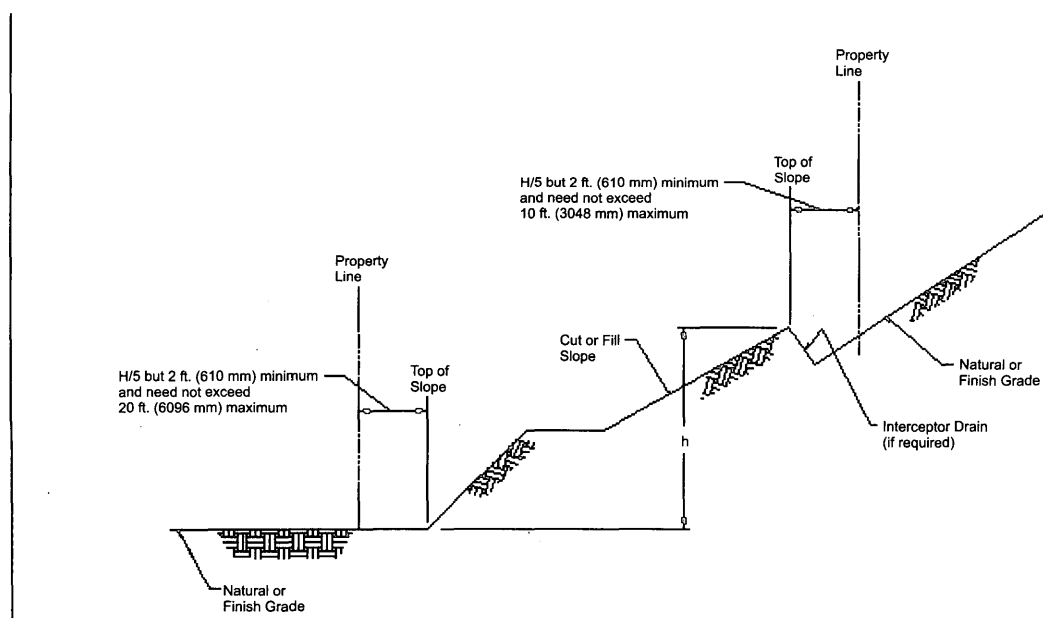 Property
Line
Top of
Slope
H/5 but 2 ft. (610 mm) minimum
and need not exceed
10 ft. (3048 mm) maximum
Property
Line
Cut or Fill
Slope
Top of
Slope
H/5 but 2 ft. (610 mm) minimum
and need not exceed
20 ft. (6096 mm) maximum
Natural or
Finish Grade
Interceptor Drain
(if required)
h
Natural or
Finish Grade